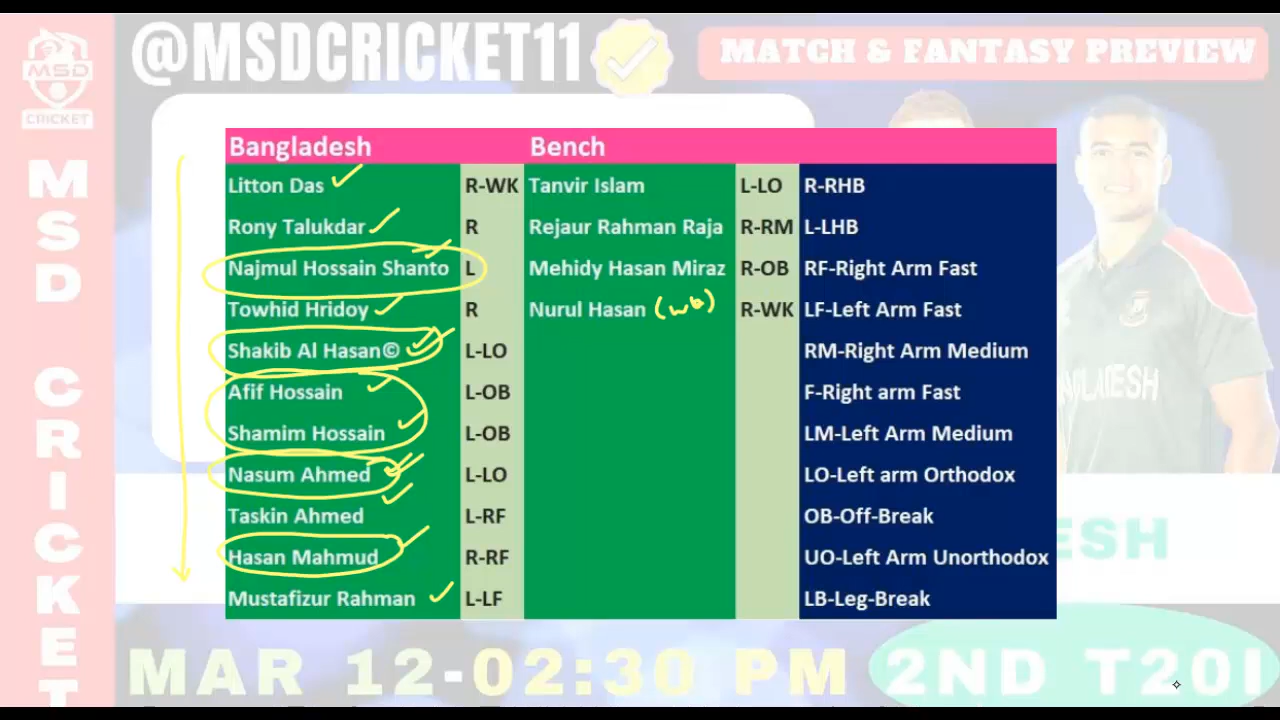 @MSDCRICKET11
MATCH & FANTASY PREVIEW
MSD
CRICKET
MSD CRICKET
Bangladesh Bench
Litton Das R-WK Tanvir Islam L-LO R-RHB
Rony Talukdar R Rejaur Rahman Raja R-RM L-LHB
Najmul Hossain Shanto L Mehidy Hasan Miraz R-OB RF-Right Arm Fast
Towhid Hridoy R Nurul Hasan (wb) R-WK LF-Left Arm Fast
Shakib Al Hasan© L-LO RM-Right Arm Medium
Afif Hossain L-OB F-Right arm Fast
Shamim Hossain L-OB LM-Left Arm Medium
Nasum Ahmed L-LO LO-Left arm Orthodox
Taskin Ahmed L-RF OB-Off-Break
Hasan Mahmud R-RF UO-Left Arm Unorthodox
Mustafizur Rahman L-LF LB-Leg-Break
MAR 12-02:30 PM 2ND T20I